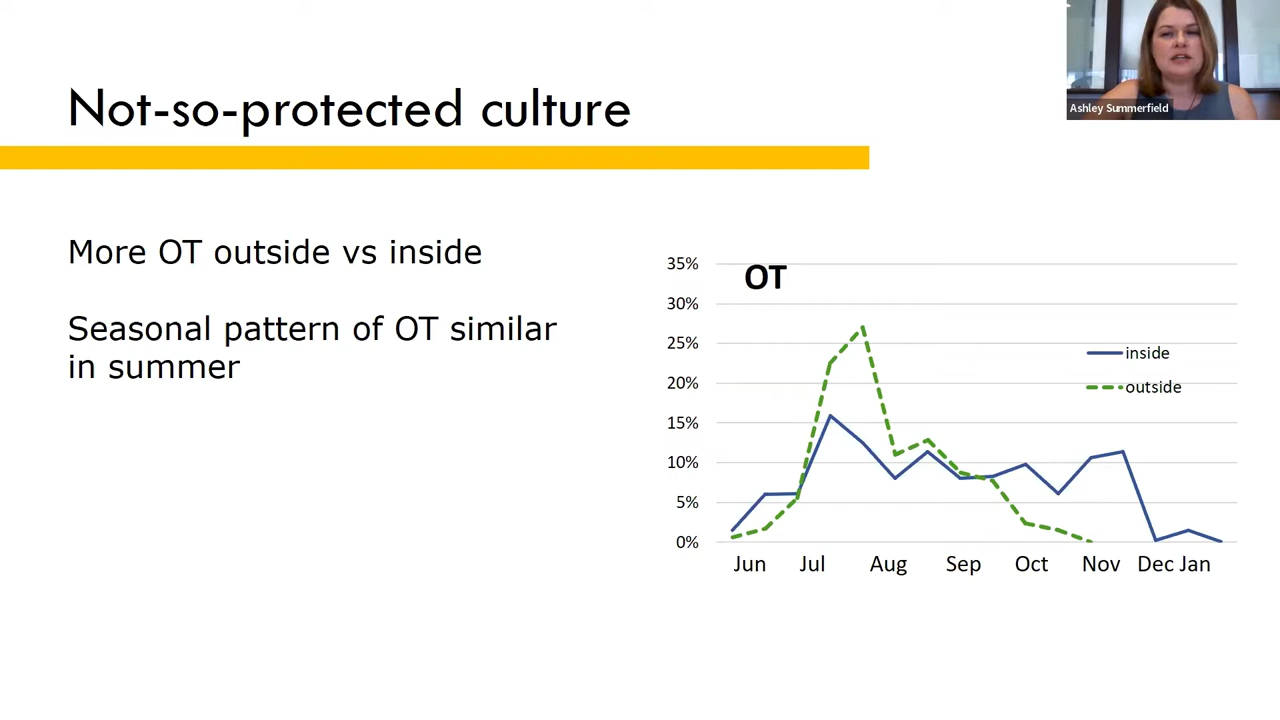 Not-so-protected culture
Ashley Summerfield
More OT outside vs inside
Seasonal pattern of OT similar
in summer
OT
35%
30%
25%
20%
15%
10%
5%
0%
inside
outside
Jun Jul Aug Sep Oct Nov Dec Jan